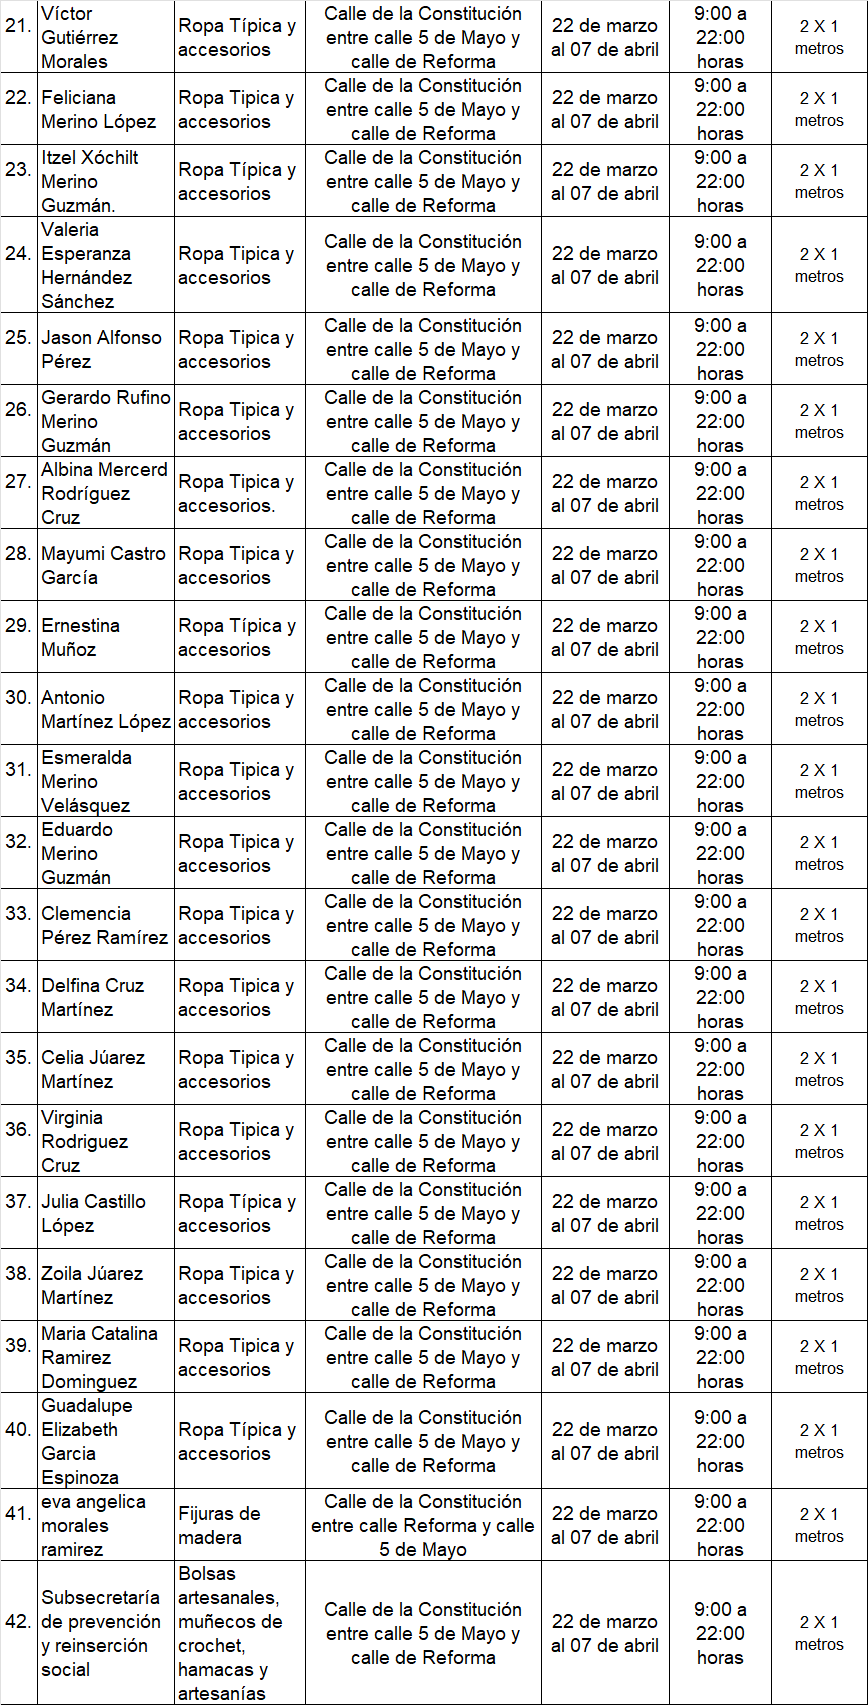 21.
Víctor
Gutiérrez
Morales
Ropa Típica y
accesorios
Calle de la Constitución
entre calle 5 de Mayo y
calle de Reforma
22 de marzo
al 07 de abril
9:00 a
22:00
horas
2 X 1
metros
22.
Feliciana
Merino López
Ropa Tipica y
accesorios
Calle de la Constitución
entre calle 5 de Mayo y
calle de Reforma
22 de marzo
al 07 de abril
9:00 a
22:00
horas
2 X 1
metros
23.
Itzel Xóchilt
Merino
Guzmán.
Ropa Típica y
accesorios
Calle de la Constitución
entre calle 5 de Mayo y
calle de Reforma
22 de marzo
al 07 de abril
9:00 a
22:00
horas
2 X 1
metros
24.
Valeria
Esperanza
Hernández
Sánchez
Ropa Tipica y
accesorios
Calle de la Constitución
entre calle 5 de Mayo y
calle de Reforma
22 de marzo
al 07 de abril
9:00 a
22:00
horas
2 X 1
metros
25.
Jason Alfonso
Pérez
Ropa Tipica y
accesorios
Calle de la Constitución
entre calle 5 de Mayo y
calle de Reforma
22 de marzo
al 07 de abril
9:00 a
22:00
horas
2 X 1
metros
26.
Gerardo Rufino
Merino
Guzmán
Ropa Tipica y
accesorios
Calle de la Constitución
entre calle 5 de Mayo y
calle de Reforma
22 de marzo
al 07 de abril
9:00 a
22:00
horas
2 X 1
metros
27.
Albina Mercerd
Rodríguez
Cruz
Ropa Tipica y
accesorios.
Calle de la Constitución
entre calle 5 de Mayo y
calle de Reforma
22 de marzo
al 07 de abril
9:00 a
22:00
horas
2 X 1
metros
28.
Mayumi Castro
García
Ropa Tipica y
accesorios
Calle de la Constitución
entre calle 5 de Mayo y
calle de Reforma
22 de marzo
al 07 de abril
9:00 a
22:00
horas
2 X 1
metros
29.
Ernestina
Muñoz
Ropa Típica y
accesorios
Calle de la Constitución
entre calle 5 de Mayo y
calle de Reforma
22 de marzo
al 07 de abril
9:00 a
22:00
horas
2 X 1
metros
30.
Antonio
Martínez López
Ropa Tipica y
accesorios
Calle de la Constitución
entre calle 5 de Mayo y
calle de Reforma
22 de marzo
al 07 de abril
9:00 a
22:00
horas
2 X 1
metros
31.
Esmeralda
Merino
Velásquez
Ropa Tipica y
accesorios
Calle de la Constitución
entre calle 5 de Mayo y
calle de Reforma
22 de marzo
al 07 de abril
9:00 a
22:00
horas
2 X 1
metros
32.
Eduardo
Merino
Guzmán
Ropa Tipica y
accesorios
Calle de la Constitución
entre calle 5 de Mayo y
calle de Reforma
22 de marzo
al 07 de abril
9:00 a
22:00
horas
2 X 1
metros
33.
Clemencia
Pérez Ramírez
Ropa Tipica y
accesorios
Calle de la Constitución
entre calle 5 de Mayo y
calle de Reforma
22 de marzo
al 07 de abril
9:00 a
22:00
horas
2 X 1
metros
34.
Delfina Cruz
Martínez
Ropa Tipica y
accesorios
Calle de la Constitución
entre calle 5 de Mayo y
calle de Reforma
22 de marzo
al 07 de abril
9:00 a
22:00
horas
2 X 1
metros
35.
Celia Júarez
Martínez
Ropa Tipica y
accesorios
Calle de la Constitución
entre calle 5 de Mayo y
calle de Reforma
22 de marzo
al 07 de abril
9:00 a
22:00
horas
2 X 1
metros
36.
Virginia
Rodriguez
Cruz
Ropa Tipica y
accesorios
Calle de la Constitución
entre calle 5 de Mayo y
calle de Reforma
22 de marzo
al 07 de abril
9:00 a
22:00
horas
2 X 1
metros
37.
Julia Castillo
López
Ropa Típica y
accesorios
Calle de la Constitución
entre calle 5 de Mayo y
calle de Reforma
22 de marzo
al 07 de abril
9:00 a
22:00
horas
2 X 1
metros
38.
Zoila Júarez
Martínez
Ropa Tipica y
accesorios
Calle de la Constitución
entre calle 5 de Mayo y
calle de Reforma
22 de marzo
al 07 de abril
9:00 a
22:00
horas
2 X 1
metros
39.
Maria Catalina
Ramirez
Dominguez
Ropa Tipica y
accesorios
Calle de la Constitución
entre calle 5 de Mayo y
calle de Reforma
22 de marzo
al 07 de abril
9:00 a
22:00
horas
2 X 1
metros
40.
Guadalupe
Elizabeth
Garcia
Espinoza
Ropa Típica y
accesorios
Calle de la Constitución
entre calle 5 de Mayo y
calle de Reforma
22 de marzo
al 07 de abril
9:00 a
22:00
horas
2 X 1
metros
41.
eva angelica
morales
ramirez
Fijuras de
madera
Calle de la Constitución
entre calle Reforma y calle
5 de Mayo
22 de marzo
al 07 de abril
9:00 a
22:00
horas
2 X 1
metros
42.
Subsecretaría
de prevención
y reinserción
social
Bolsas
artesanales,
muñecos de
crochet,
hamacas y
artesanías
Calle de la Constitución
entre calle 5 de Mayo y
calle de Reforma
22 de marzo
al 07 de abril
9:00 a
22:00
horas
2 X 1
metros